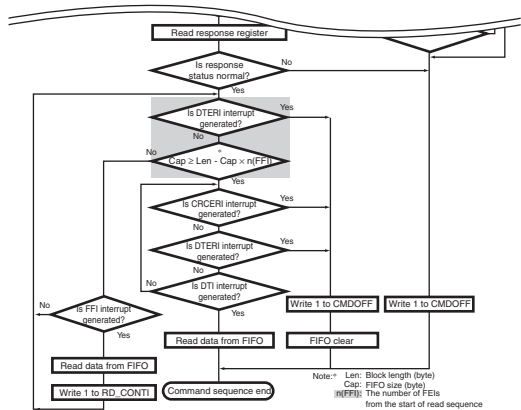 Read response register
Is response
status normal?
No
Yes
Is DTERI interrupt
generated?
Yes
No
*
Cap ≥ Len - Cap × n(FFI)
No
Yes
Is CRCERI interrupt
generated?
Yes
No
Is DTERI interrupt
generated?
Yes
No
Is DTI interrupt
generated?
No
Yes
Is FFI interrupt
generated?
No
Yes
Write 1 to CMDOFF
Write 1 to CMDOFF
Read data from FIFO
Read data from FIFO
FIFO clear
Write 1 to RD_CONTI
Command sequence end
Note:* Len: Block length (byte)
Cap: FIFO size (byte)
n(FFI): The number of FEIs
from the start of read sequence